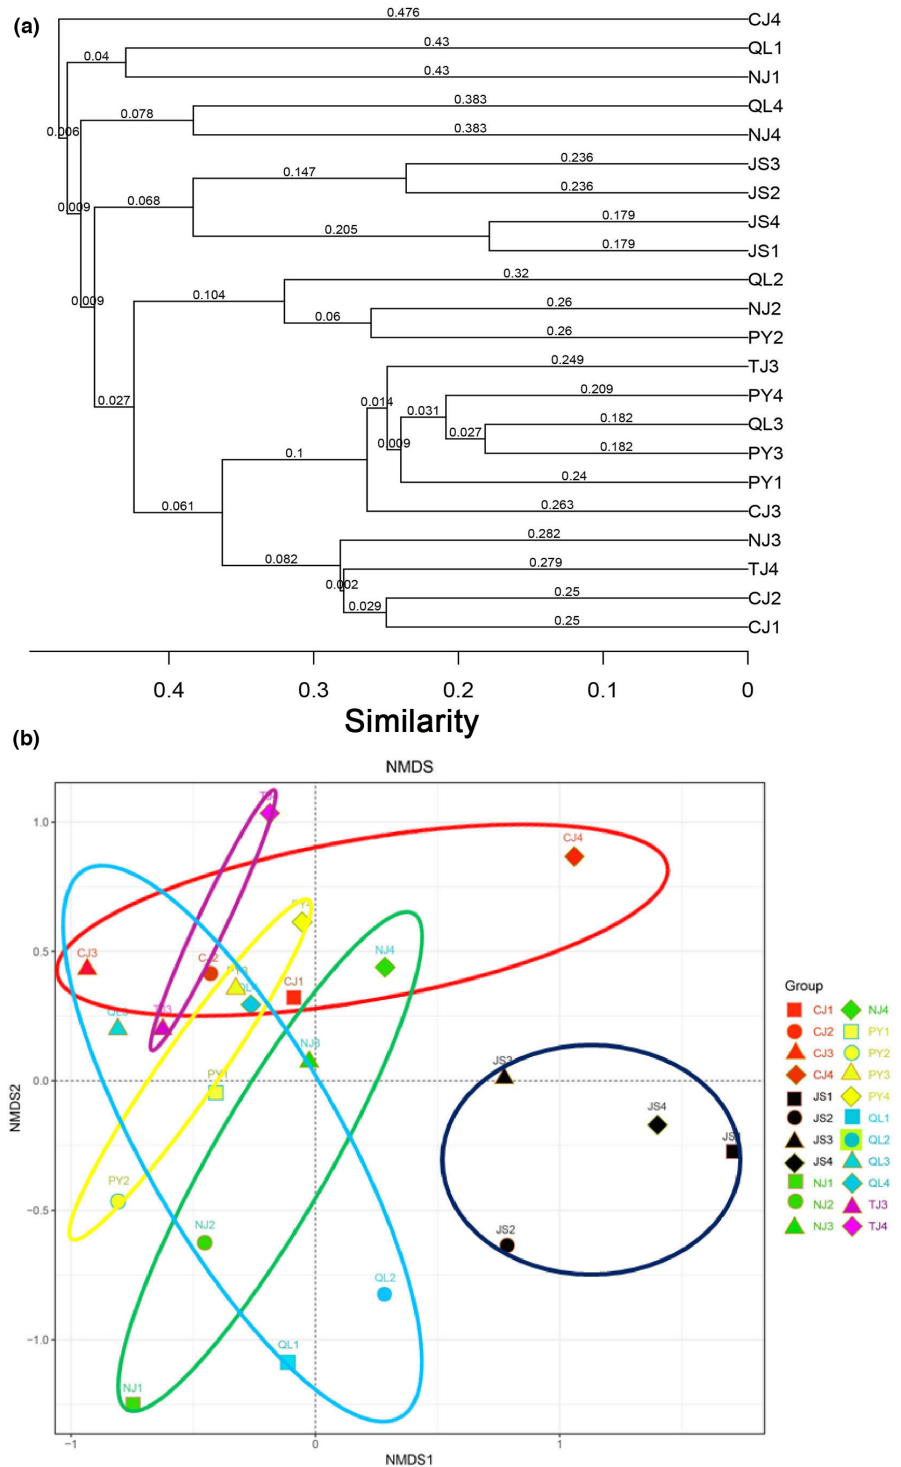 (a)
0.476 CJ4
0.43 QL1
0.04
0.43 NJ1
0.383 QL4
0.078
0.006
0.383 NJ4
0.236 JS3
0.147
0.236 JS2
0.068
0.009
0.179 JS4
0.205
0.179 JS1
0.32 QL2
0.104
0.009
0.26 NJ2
0.06
0.26 PY2
0.249 TJ3
0.014
0.027
0.209 PY4
0.031
0.182 QL3
0.027
0.009
0.182 PY3
0.1
0.24 PY1
0.061
0.263 CJ3
0.282 NJ3
0.082
0.279 TJ4
0.002
0.25 CJ2
0.029
0.25 CJ1
0.4 0.3 0.2 0.1 0
Similarity
(b)
NMDS
1.0
CJ4
0.5
CJ3
NJ4
CJ1
NJ3
0.0
JS3
PY1
JS4
PY2
−0.5
NJ2
JS2
QL2
−1.0
QL1
NJ1
−1 0 1
NMDS1
NMDS2
Group
CJ1 NJ4
CJ2 PY1
CJ3 PY2
CJ4 PY3
JS1 PY4
JS2 QL1
JS3 QL2
JS4 QL3
NJ1 QL4
NJ2 TJ3
NJ3 TJ4